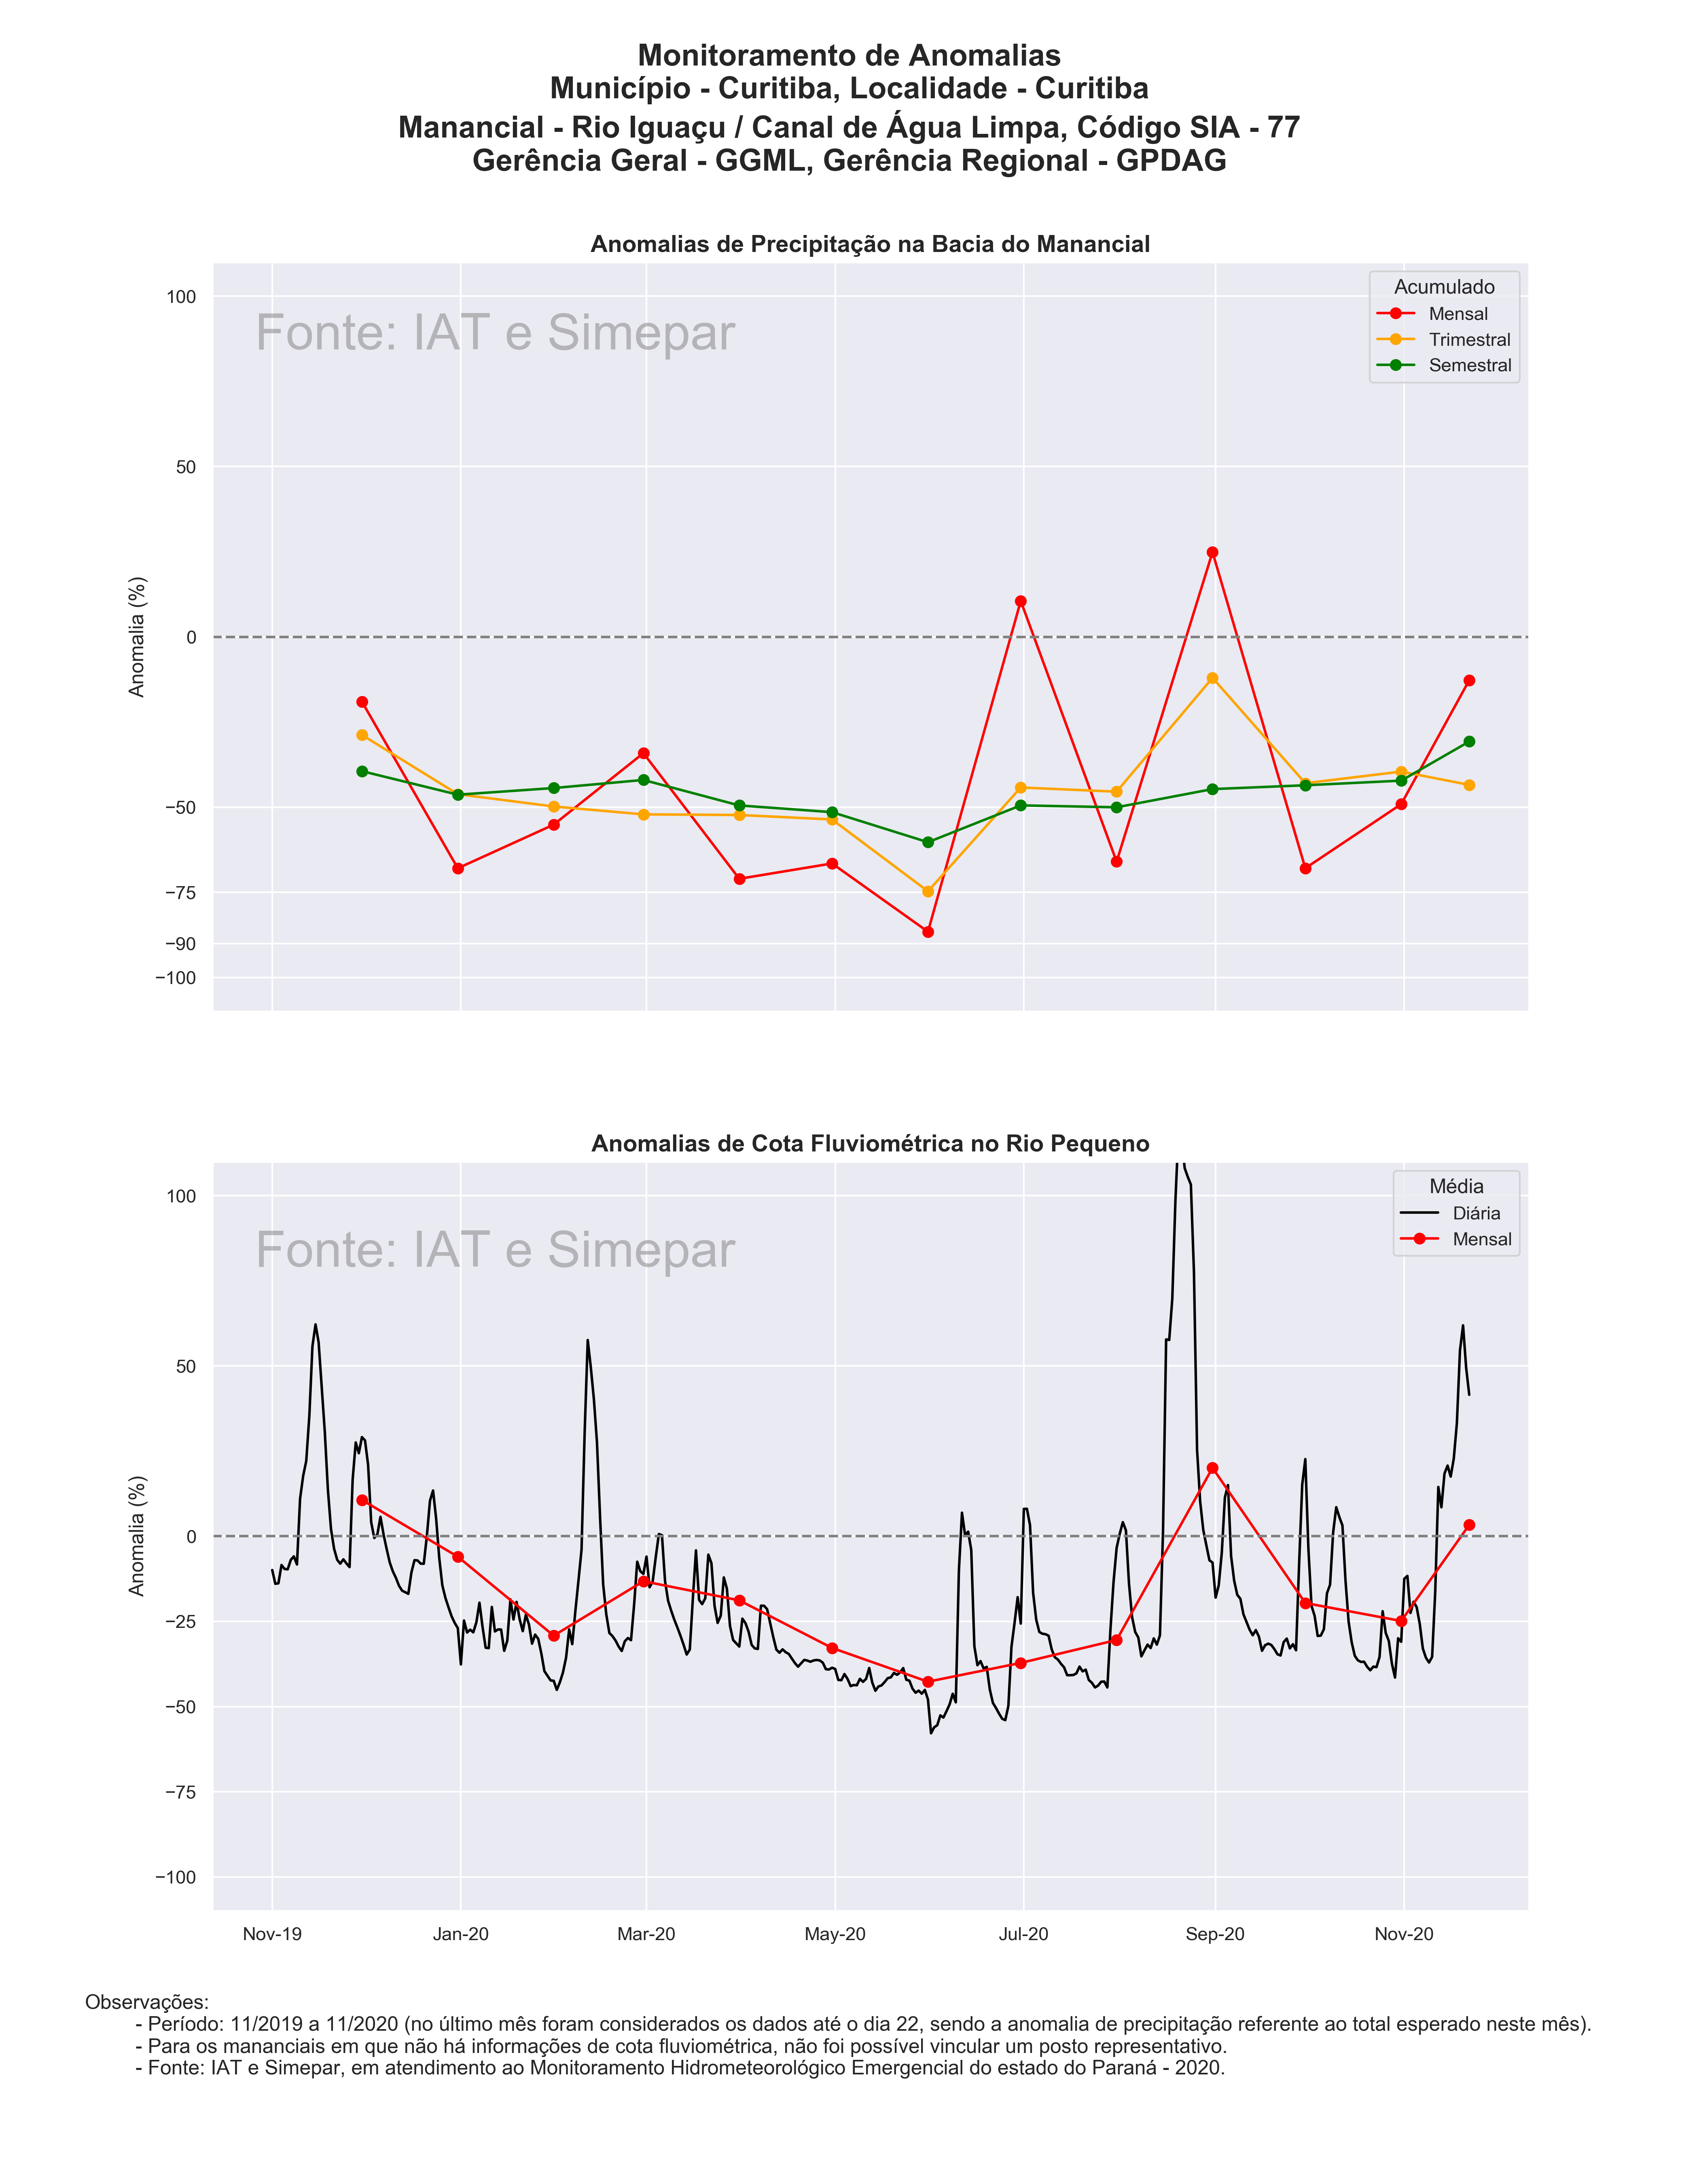 Monitoramento de Anomalias
Município - Curitiba, Localidade - Curitiba
Manancial - Rio Iguaçu / Canal de Água Limpa, Código SIA - 77
Gerência Geral - GGML, Gerência Regional - GPDAG
Anomalias de Precipitação na Bacia do Manancial
Fonte: IAT e Simepar
Acumulado
Mensal
Trimestral
Semestral
Anomalia (%)
100
50
0
−50
−75
−90
−100
Anomalias de Cota Fluviométrica no Rio Pequeno
Fonte: IAT e Simepar
Média
Diária
Mensal
Anomalia (%)
100
50
0
−25
−50
−75
−100
Nov-19 Jan-20 Mar-20 May-20 Jul-20 Sep-20 Nov-20
Observações:
- Período: 11/2019 a 11/2020 (no último mês foram considerados os dados até o dia 22, sendo a anomalia de precipitação referente ao total esperado neste mês).
- Para os mananciais em que não há informações de cota fluviométrica, não foi possível vincular um posto representativo.
- Fonte: IAT e Simepar, em atendimento ao Monitoramento Hidrometeorológico Emergencial do estado do Paraná - 2020.